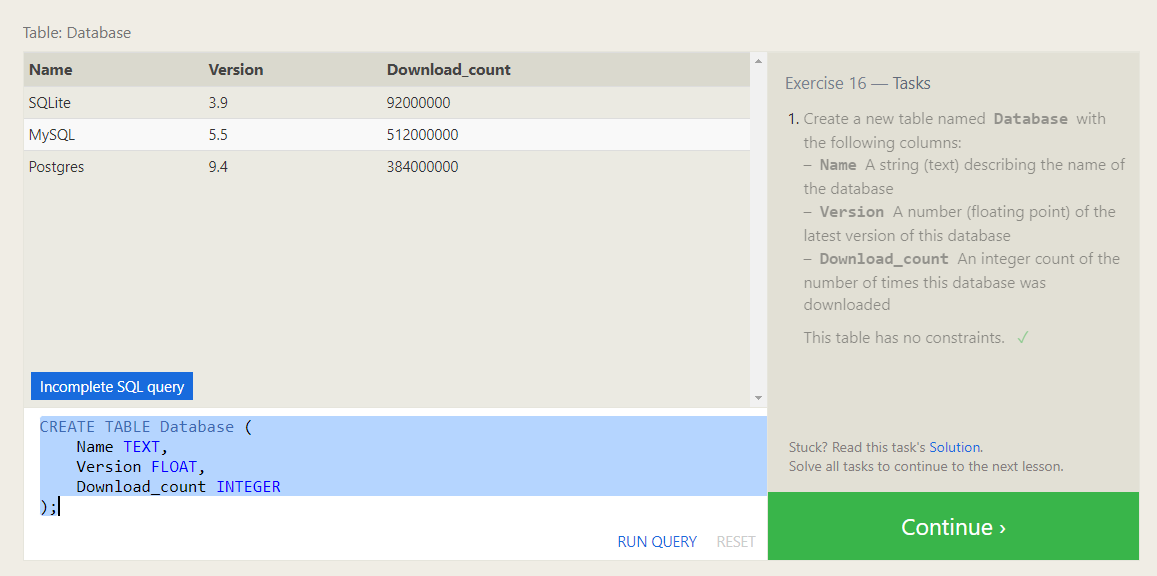 Table: Database
Name Version Download_count
SQLite 3.9 92000000
MySQL 5.5 512000000
Postgres 9.4 384000000
Incomplete SQL query
CREATE TABLE Database (
    Name TEXT,
    Version FLOAT,
    Download_count INTEGER
);
RUN QUERY RESET
Exercise 16 — Tasks
1. Create a new table named Database with
the following columns:
– Name A string (text) describing the name of
the database
– Version A number (floating point) of the
latest version of this database
– Download_count An integer count of the
number of times this database was
downloaded
This table has no constraints. ✓
Stuck? Read this task's Solution.
Solve all tasks to continue to the next lesson.
Continue ›